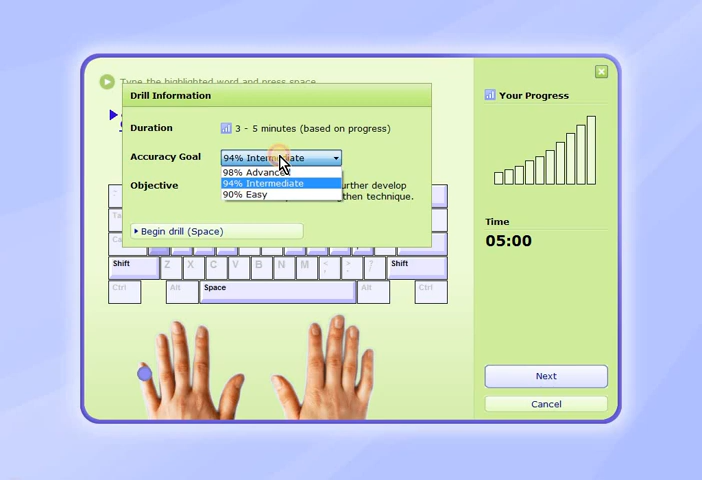 Type the highlighted word and press space.
Drill Information
Duration
3 - 5 minutes (based on progress)
Accuracy Goal
94% Intermediate
98% Advanced
94% Intermediate
90% Easy
Objective
further develop
then technique.
Begin drill (Space)
Shift Z X C V B N M < , > . ? / Shift
Ctrl Alt Space Alt Ctrl
Your Progress
Time
05:00
Next
Cancel